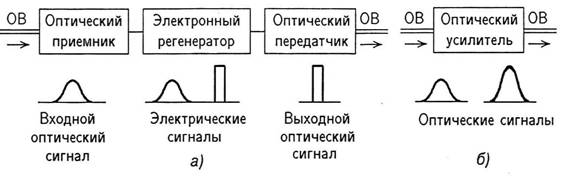 ОВ
Оптический
приемник
Электронный
регенератор
Оптический
передатчик
ОВ
ОВ
Оптический
усилитель
ОВ
Входной
оптический
сигнал
Электрические
сигналы
а)
Выходной
оптический
сигнал
Оптические сигналы
б)